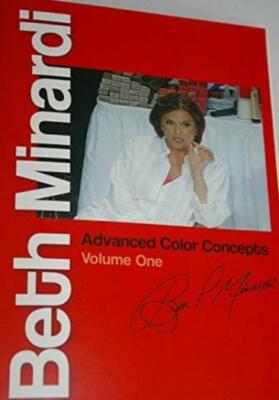 Beth Minardi
Advanced Color Concepts
Volume One
Beth Minardi